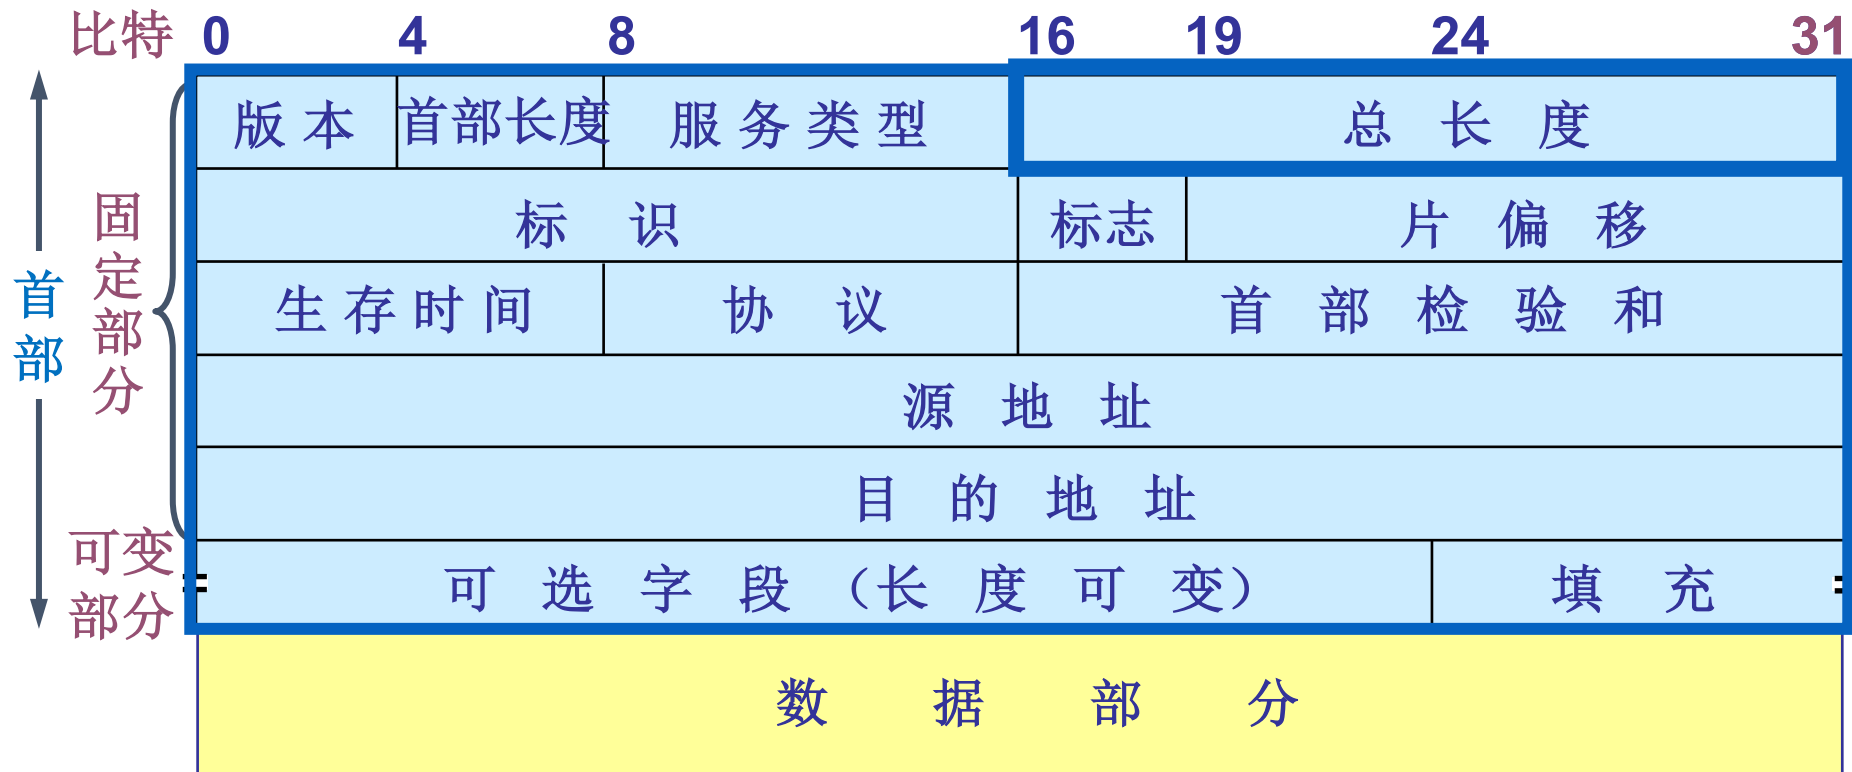 比特 0 4 8 16 19 24 31
版本 首部长度 服务类型 总长度
标识 标志 片偏移
生存时间 协议 首部检验和
源地址
目的地址
可选字段（长度可变） 填充
数据部分
首部
固定部分
可变
部分